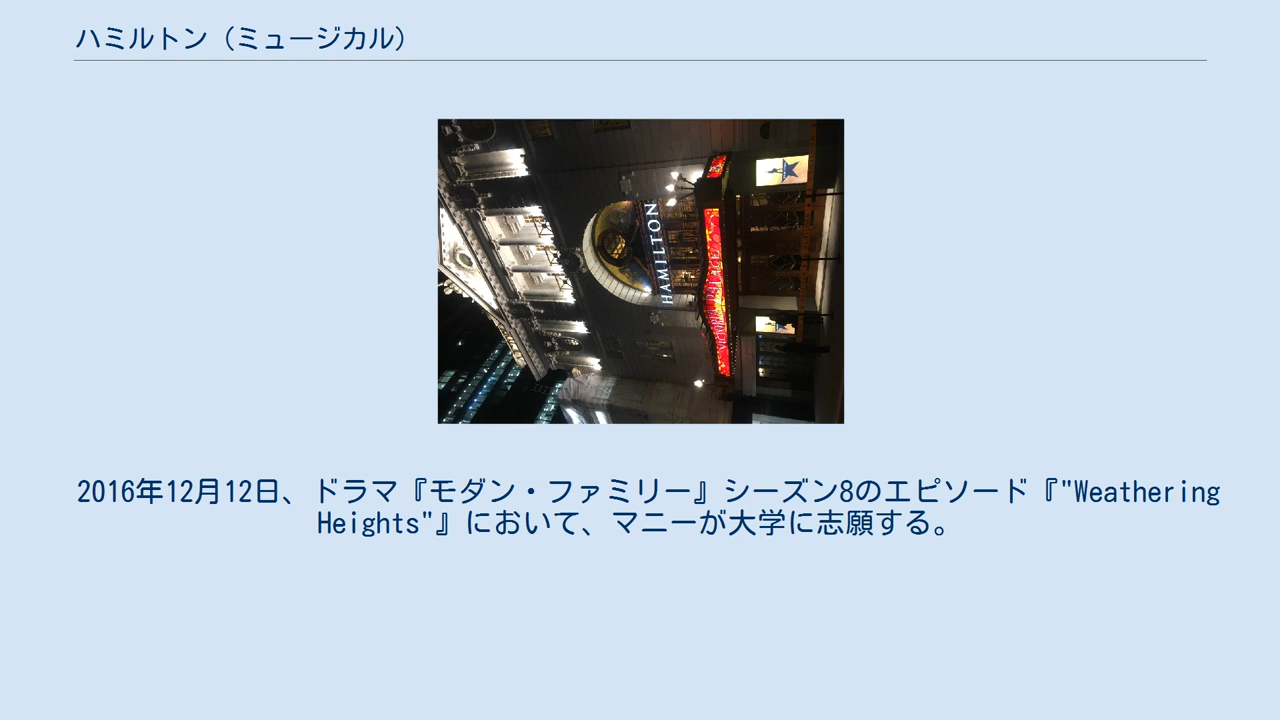 ハミルトン（ミュージカル）
HAMILTON
VICTORIA PALACE
2016年12月12日、ドラマ『モダン・ファミリー』シーズン8のエピソード『"Weathering
Heights"』において、マニーが大学に志願する。